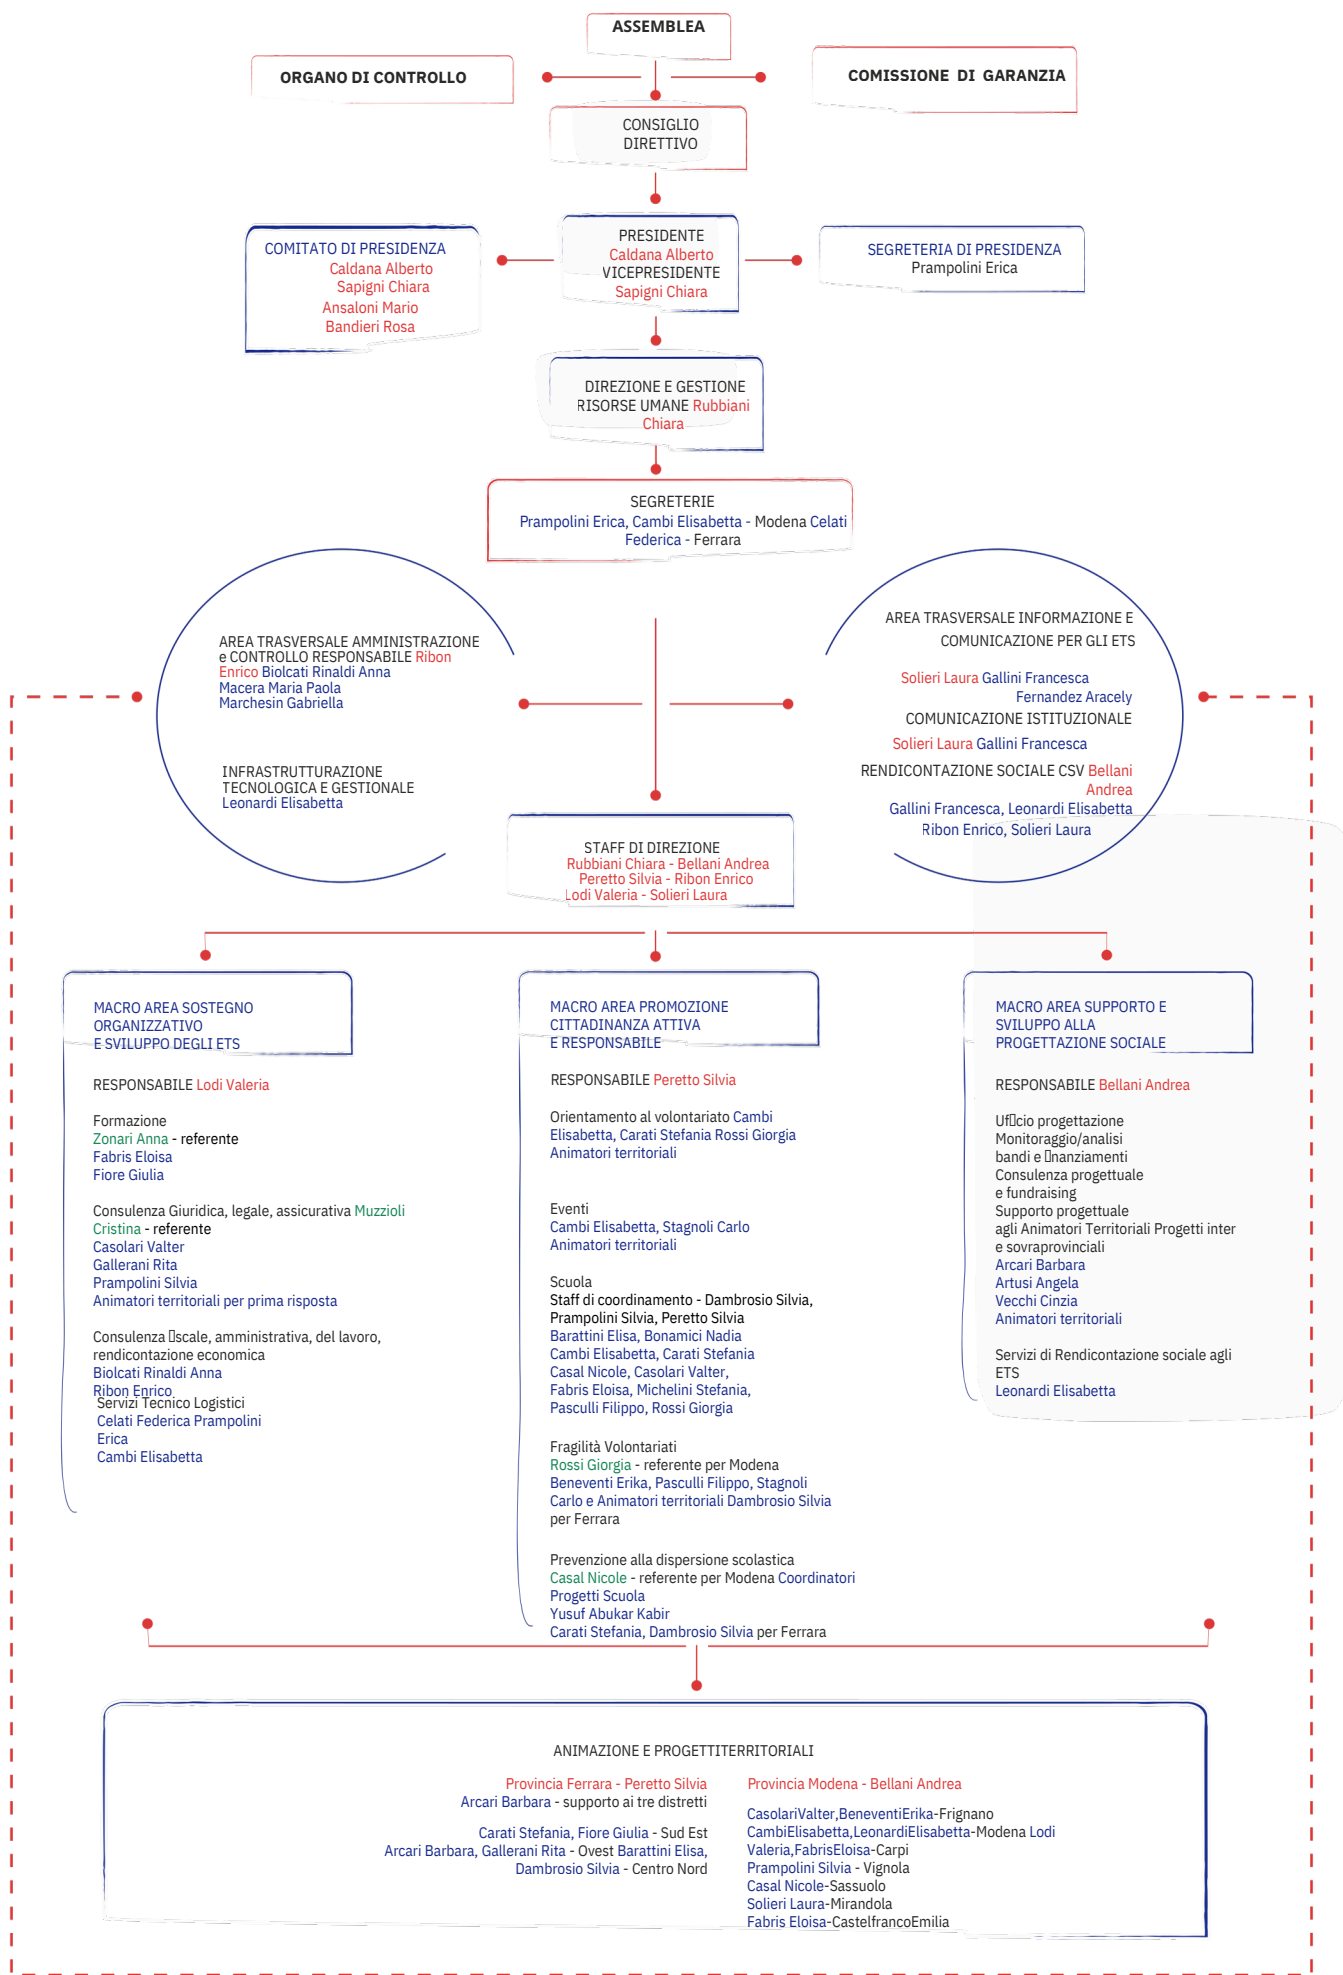 ASSEMBLEA
ORGANO DI CONTROLLO
COMISSIONE DI GARANZIA
CONSIGLIO
DIRETTIVO
COMITATO DI PRESIDENZA
Caldana Alberto
Sapigni Chiara
Ansaloni Mario
Bandieri Rosa
PRESIDENTE
Caldana Alberto
VICEPRESIDENTE
Sapigni Chiara
SEGRETERIA DI PRESIDENZA
Prampolini Erica
DIREZIONE E GESTIONE
RISORSE UMANE Rubbiani
Chiara
SEGRETERIE
Prampolini Erica, Cambi Elisabetta - Modena Celati
Federica - Ferrara
AREA TRASVERSALE AMMINISTRAZIONE
e CONTROLLO RESPONSABILE Ribon
Enrico Biolcati Rinaldi Anna
Macera Maria Paola
Marchesin Gabriella
INFRASTRUTTURAZIONE
TECNOLOGICA E GESTIONALE
Leonardi Elisabetta
AREA TRASVERSALE INFORMAZIONE E
COMUNICAZIONE PER GLI ETS
Solieri Laura Gallini Francesca
Fernandez Aracely
COMUNICAZIONE ISTITUZIONALE
Solieri Laura Gallini Francesca
RENDICONTAZIONE SOCIALE CSV Bellani
Andrea
Gallini Francesca, Leonardi Elisabetta
Ribon Enrico, Solieri Laura
STAFF DI DIREZIONE
Rubbiani Chiara - Bellani Andrea
Peretto Silvia - Ribon Enrico
Lodi Valeria - Solieri Laura
MACRO AREA SOSTEGNO
ORGANIZZATIVO
E SVILUPPO DEGLI ETS
RESPONSABILE Lodi Valeria
Formazione
Zonari Anna - referente
Fabris Eloisa
Fiore Giulia
Consulenza Giuridica, legale, assicurativa Muzzioli
Cristina - referente
Casolari Valter
Gallerani Rita
Prampolini Silvia
Animatori territoriali per prima risposta
Consulenza ▯scale, amministrativa, del lavoro,
rendicontazione economica
Biolcati Rinaldi Anna
Ribon Enrico
Servizi Tecnico Logistici
Celati Federica Prampolini
Erica
Cambi Elisabetta
MACRO AREA PROMOZIONE
CITTADINANZA ATTIVA
E RESPONSABILE
RESPONSABILE Peretto Silvia
Orientamento al volontariato Cambi
Elisabetta, Carati Stefania Rossi Giorgia
Animatori territoriali
Eventi
Cambi Elisabetta, Stagnoli Carlo
Animatori territoriali
Scuola
Staff di coordinamento - Dambrosio Silvia,
Prampolini Silvia, Peretto Silvia
Barattini Elisa, Bonamici Nadia
Cambi Elisabetta, Carati Stefania
Casal Nicole, Casolari Valter,
Fabris Eloisa, Michelini Stefania,
Pasculli Filippo, Rossi Giorgia
Fragilità Volontariati
Rossi Giorgia - referente per Modena
Beneventi Erika, Pasculli Filippo, Stagnoli
Carlo e Animatori territoriali Dambrosio Silvia
per Ferrara
Prevenzione alla dispersione scolastica
Casal Nicole - referente per Modena Coordinatori
Progetti Scuola
Yusuf Abukar Kabir
Carati Stefania, Dambrosio Silvia per Ferrara
MACRO AREA SUPPORTO E
SVILUPPO ALLA
PROGETTAZIONE SOCIALE
RESPONSABILE Bellani Andrea
Uf▯cio progettazione
Monitoraggio/analisi
bandi e ▯nanziamenti
Consulenza progettuale
e fundraising
Supporto progettuale
agli Animatori Territoriali Progetti inter
e sovraprovinciali
Arcari Barbara
Artusi Angela
Vecchi Cinzia
Animatori territoriali
Servizi di Rendicontazione sociale agli
ETS
Leonardi Elisabetta
ANIMAZIONE E PROGETTITERRITORIALI
Provincia Ferrara - Peretto Silvia
Arcari Barbara - supporto ai tre distretti
Carati Stefania, Fiore Giulia - Sud Est
Arcari Barbara, Gallerani Rita - Ovest Barattini Elisa,
Dambrosio Silvia - Centro Nord
Provincia Modena - Bellani Andrea
CasolariValter,BeneventiErika-Frignano
CambiElisabetta,LeonardiElisabetta-Modena Lodi
Valeria,FabrisEloisa-Carpi
Prampolini Silvia - Vignola
Casal Nicole-Sassuolo
Solieri Laura-Mirandola
Fabris Eloisa-CastelfrancoEmilia